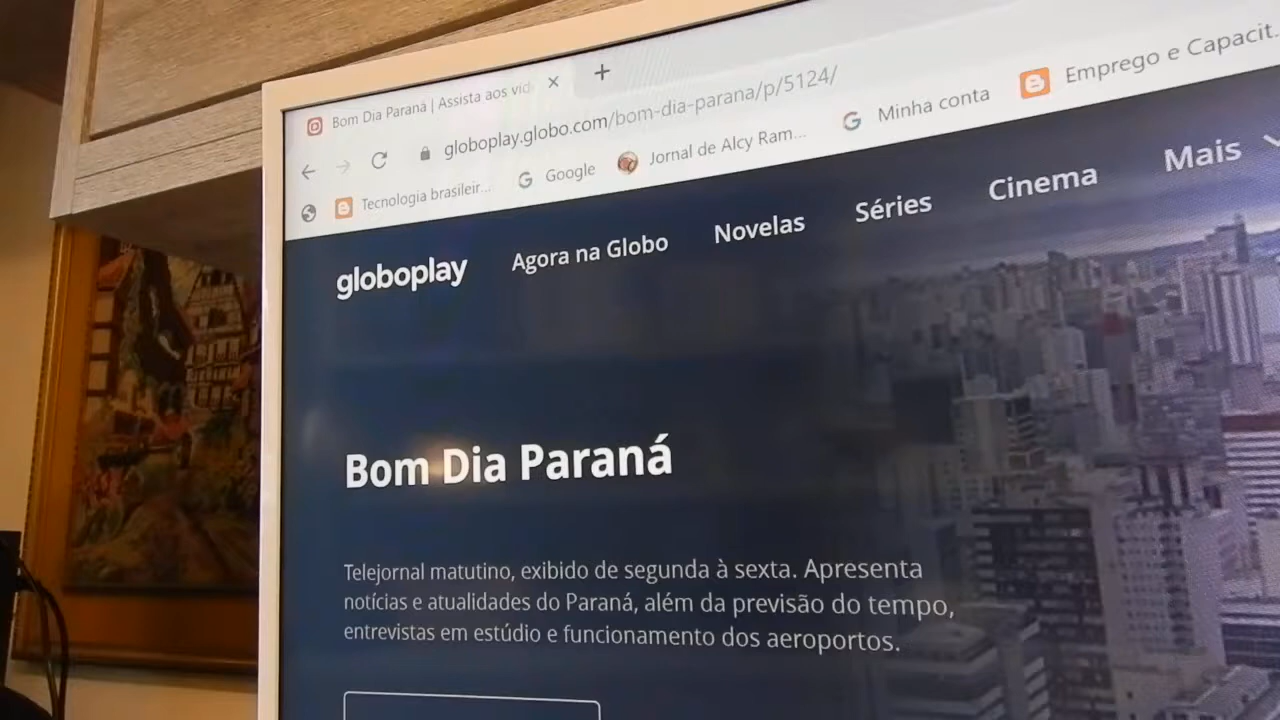 Bom Dia Paraná | Assista aos vid
globoplay.globo.com/bom-dia-parana/p/5124/
Tecnologia brasileir... Google Jornal de Alcy Ram... Minha conta Emprego e Capacit.
globoplay Agora na Globo Novelas Séries Cinema Mais
Bom Dia Paraná
Telejornal matutino, exibido de segunda à sexta. Apresenta
notícias e atualidades do Paraná, além da previsão do tempo,
entrevistas em estúdio e funcionamento dos aeroportos.